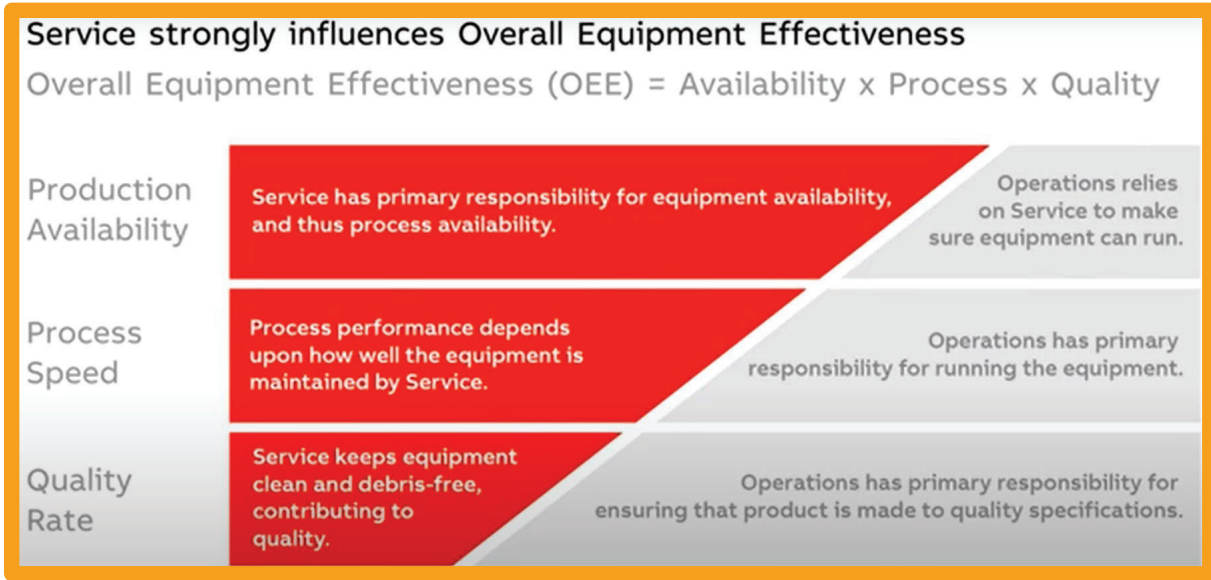 Service strongly influences Overall Equipment Effectiveness
Overall Equipment Effectiveness (OEE) = Availability x Process x Quality
Production
Availability
Service has primary responsibility for equipment availability,
and thus process availability.
Operations relies
on Service to make
sure equipment can run.
Process
Speed
Process performance depends
upon how well the equipment is
maintained by Service.
Operations has primary
responsibility for running the equipment.
Quality
Rate
Service keeps equipment
clean and debris-free,
contributing to
quality.
Operations has primary responsibility for
ensuring that product is made to quality specifications.